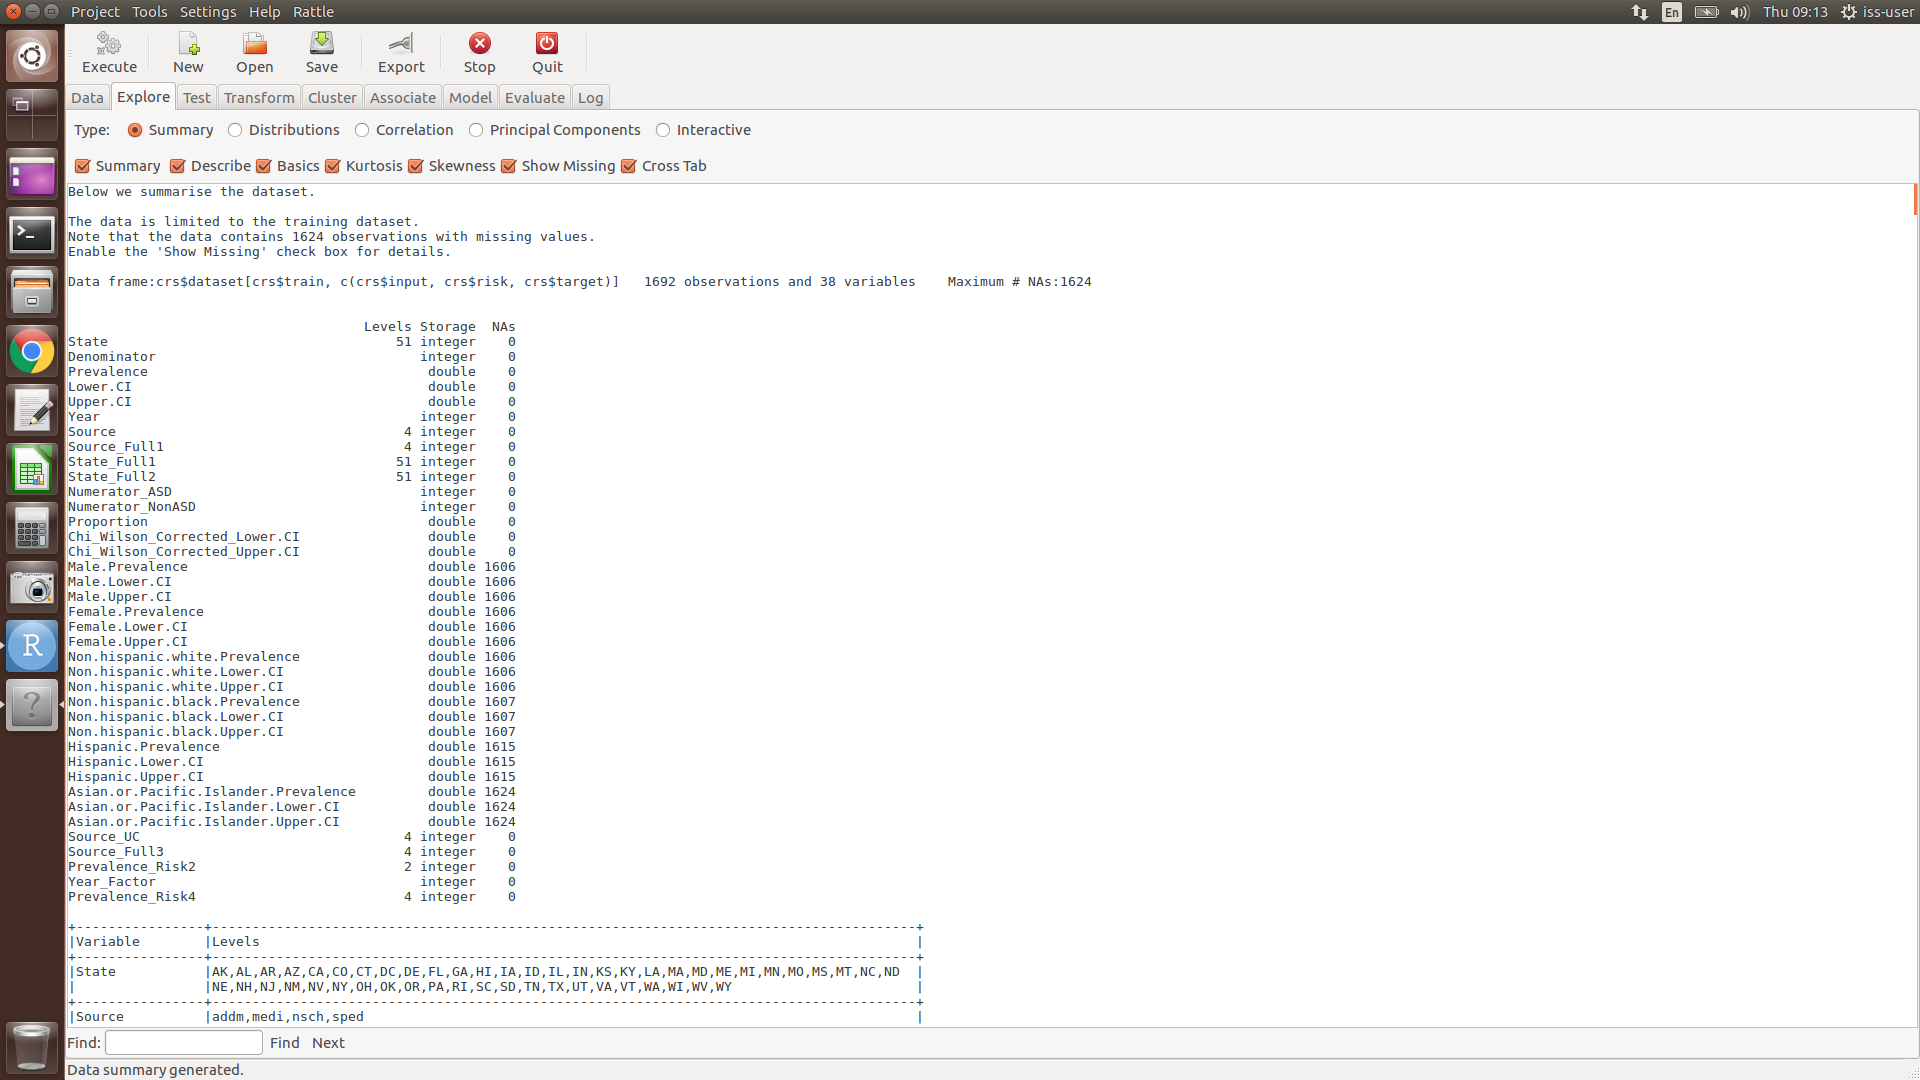 Project Tools Settings Help Rattle
En Thu 09:13 iss-user
Execute New Open Save Export Stop Quit
Data Explore Test Transform Cluster Associate Model Evaluate Log
Type: Summary Distributions Correlation Principal Components Interactive
Summary Describe Basics Kurtosis Skewness Show Missing Cross Tab
Below we summarise the dataset.
The data is limited to the training dataset.
Note that the data contains 1624 observations with missing values.
Enable the 'Show Missing' check box for details.
Data frame:crs$dataset[crs$train, c(crs$input, crs$risk, crs$target)]   1692 observations and 38 variables    Maximum # NAs:1624
Levels Storage  NAs
State 51 integer 0
Denominator integer 0
Prevalence double 0
Lower.CI double 0
Upper.CI double 0
Year integer 0
Source 4 integer 0
Source_Full1 4 integer 0
State_Full1 51 integer 0
State_Full2 51 integer 0
Numerator_ASD integer 0
Numerator_NonASD integer 0
Proportion double 0
Chi_Wilson_Corrected_Lower.CI double 0
Chi_Wilson_Corrected_Upper.CI double 0
Male.Prevalence double 1606
Male.Lower.CI double 1606
Male.Upper.CI double 1606
Female.Prevalence double 1606
Female.Lower.CI double 1606
Female.Upper.CI double 1606
Non.hispanic.white.Prevalence double 1606
Non.hispanic.white.Lower.CI double 1606
Non.hispanic.white.Upper.CI double 1606
Non.hispanic.black.Prevalence double 1607
Non.hispanic.black.Lower.CI double 1607
Non.hispanic.black.Upper.CI double 1607
Hispanic.Prevalence double 1615
Hispanic.Lower.CI double 1615
Hispanic.Upper.CI double 1615
Asian.or.Pacific.Islander.Prevalence double 1624
Asian.or.Pacific.Islander.Lower.CI double 1624
Asian.or.Pacific.Islander.Upper.CI double 1624
Source_UC 4 integer 0
Source_Full3 4 integer 0
Prevalence_Risk2 2 integer 0
Year_Factor integer 0
Prevalence_Risk4 4 integer 0
+----------------+----------------------------------------------------------------------------------------+
|Variable        |Levels                                                                                  |
+----------------+----------------------------------------------------------------------------------------+
|State           |AK,AL,AR,AZ,CA,CO,CT,DC,DE,FL,GA,HI,IA,ID,IL,IN,KS,KY,LA,MA,MD,ME,MI,MN,MO,MS,MT,NC,ND  |
|                |NE,NH,NJ,NM,NV,NY,OH,OK,OR,PA,RI,SC,SD,TN,TX,UT,VA,VT,WA,WI,WV,WY                       |
+----------------+----------------------------------------------------------------------------------------+
|Source          |addm,medi,nsch,sped                                                                     |
Find: Find Next
Data summary generated.